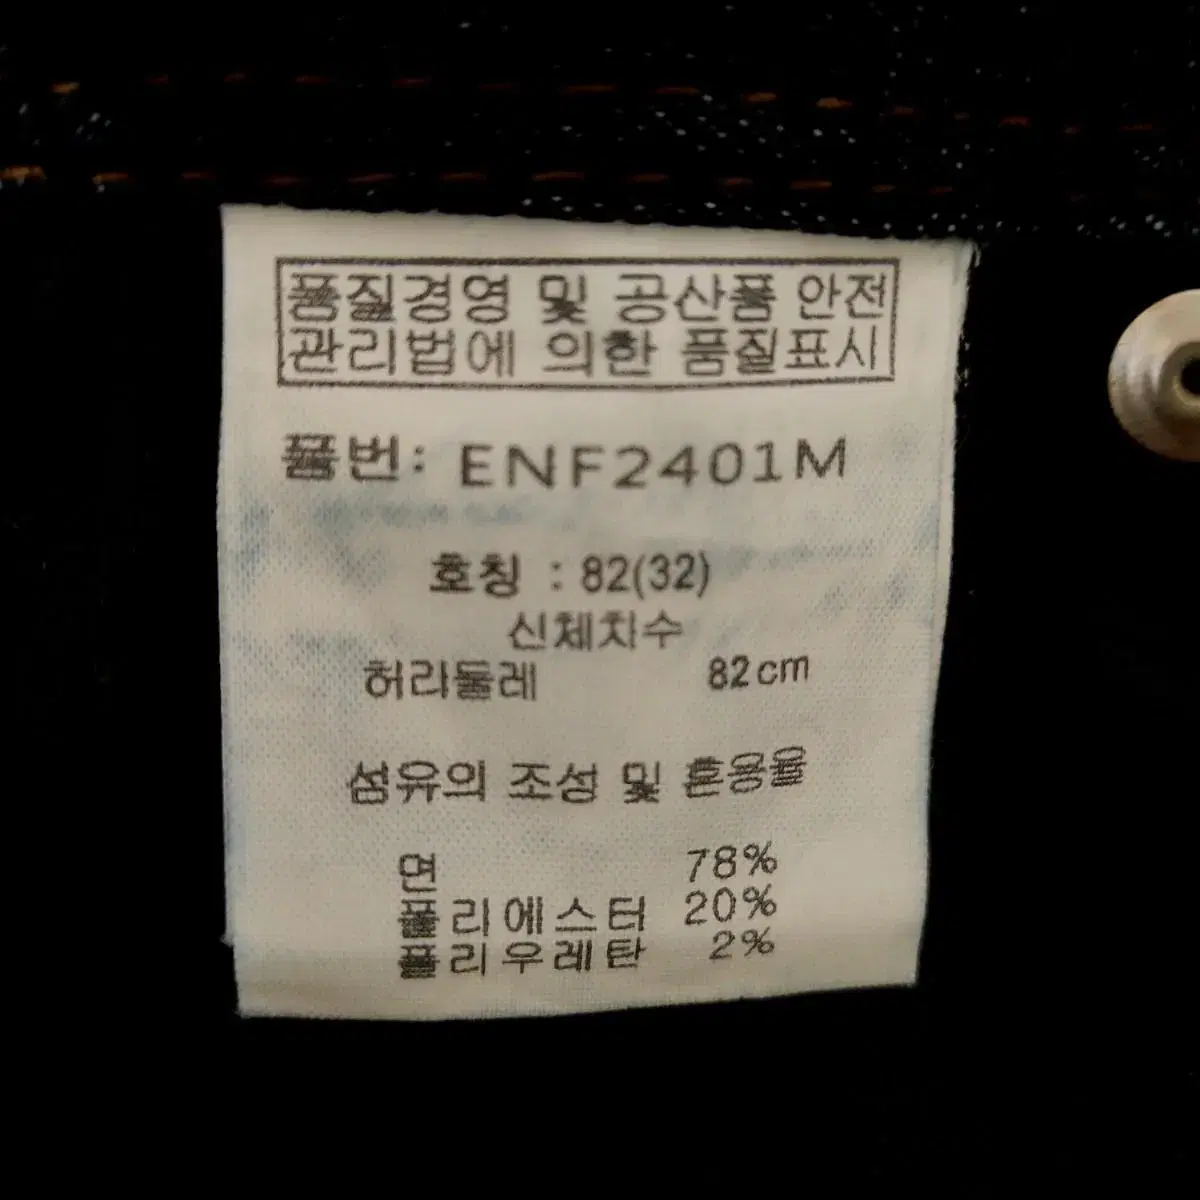 품질경영 및 공산품 안전
관리법에 의한 품질표시
품번: ENF2401M
호칭 : 82(32)
신체치수
허리둘레 82cm
섬유의 조성 및 혼용율
면 78%
폴리에스터 20%
폴리우레탄 2%